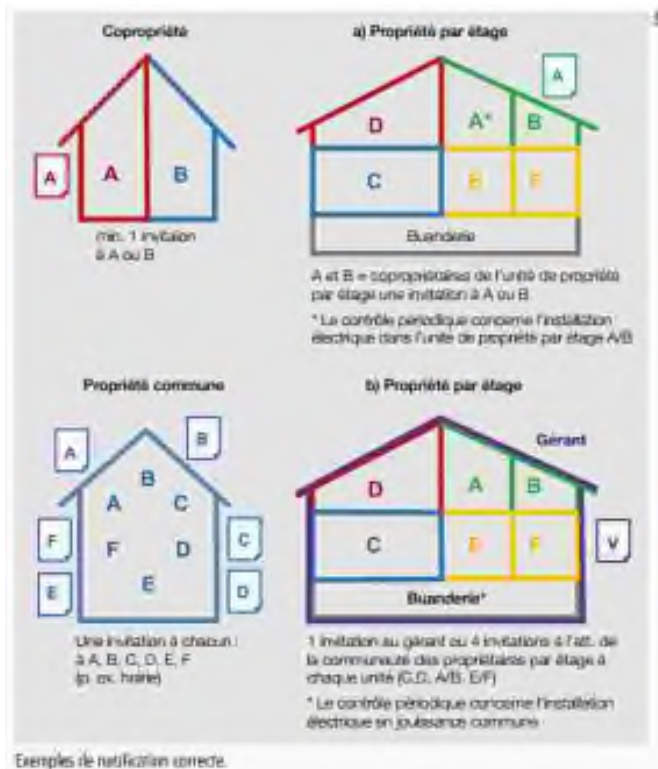 Copropriété
A
A
B
min. 1 invitaion
à A ou B
a) Propriété par étage
A
D
A*
B
C
E
F
Buanderie
A et B = copropriétaires de l'unité de propriété
par étage une invitation à A ou B
* Le contrôle périodique concerne l'installation
électrique dans l'unité de propriété par étage A/B
Propriété commune
A
B
B
A
C
F
F
D
C
E
E
D
Une invitation à chacun :
à A, B, C, D, E, F
(p. ex. hoirie)
b) Propriété par étage
Gérant
D
A
B
C
E
F
V
Buanderie*
1 invitation au gérant ou 4 invitations à l'att. de
la communauté des propriétaires par étage à
chaque unité (C,D, A/B, E/F)
* Le contrôle périodique concerne l'installation
électrique en jouissance commune
Exemples de notification correcte.